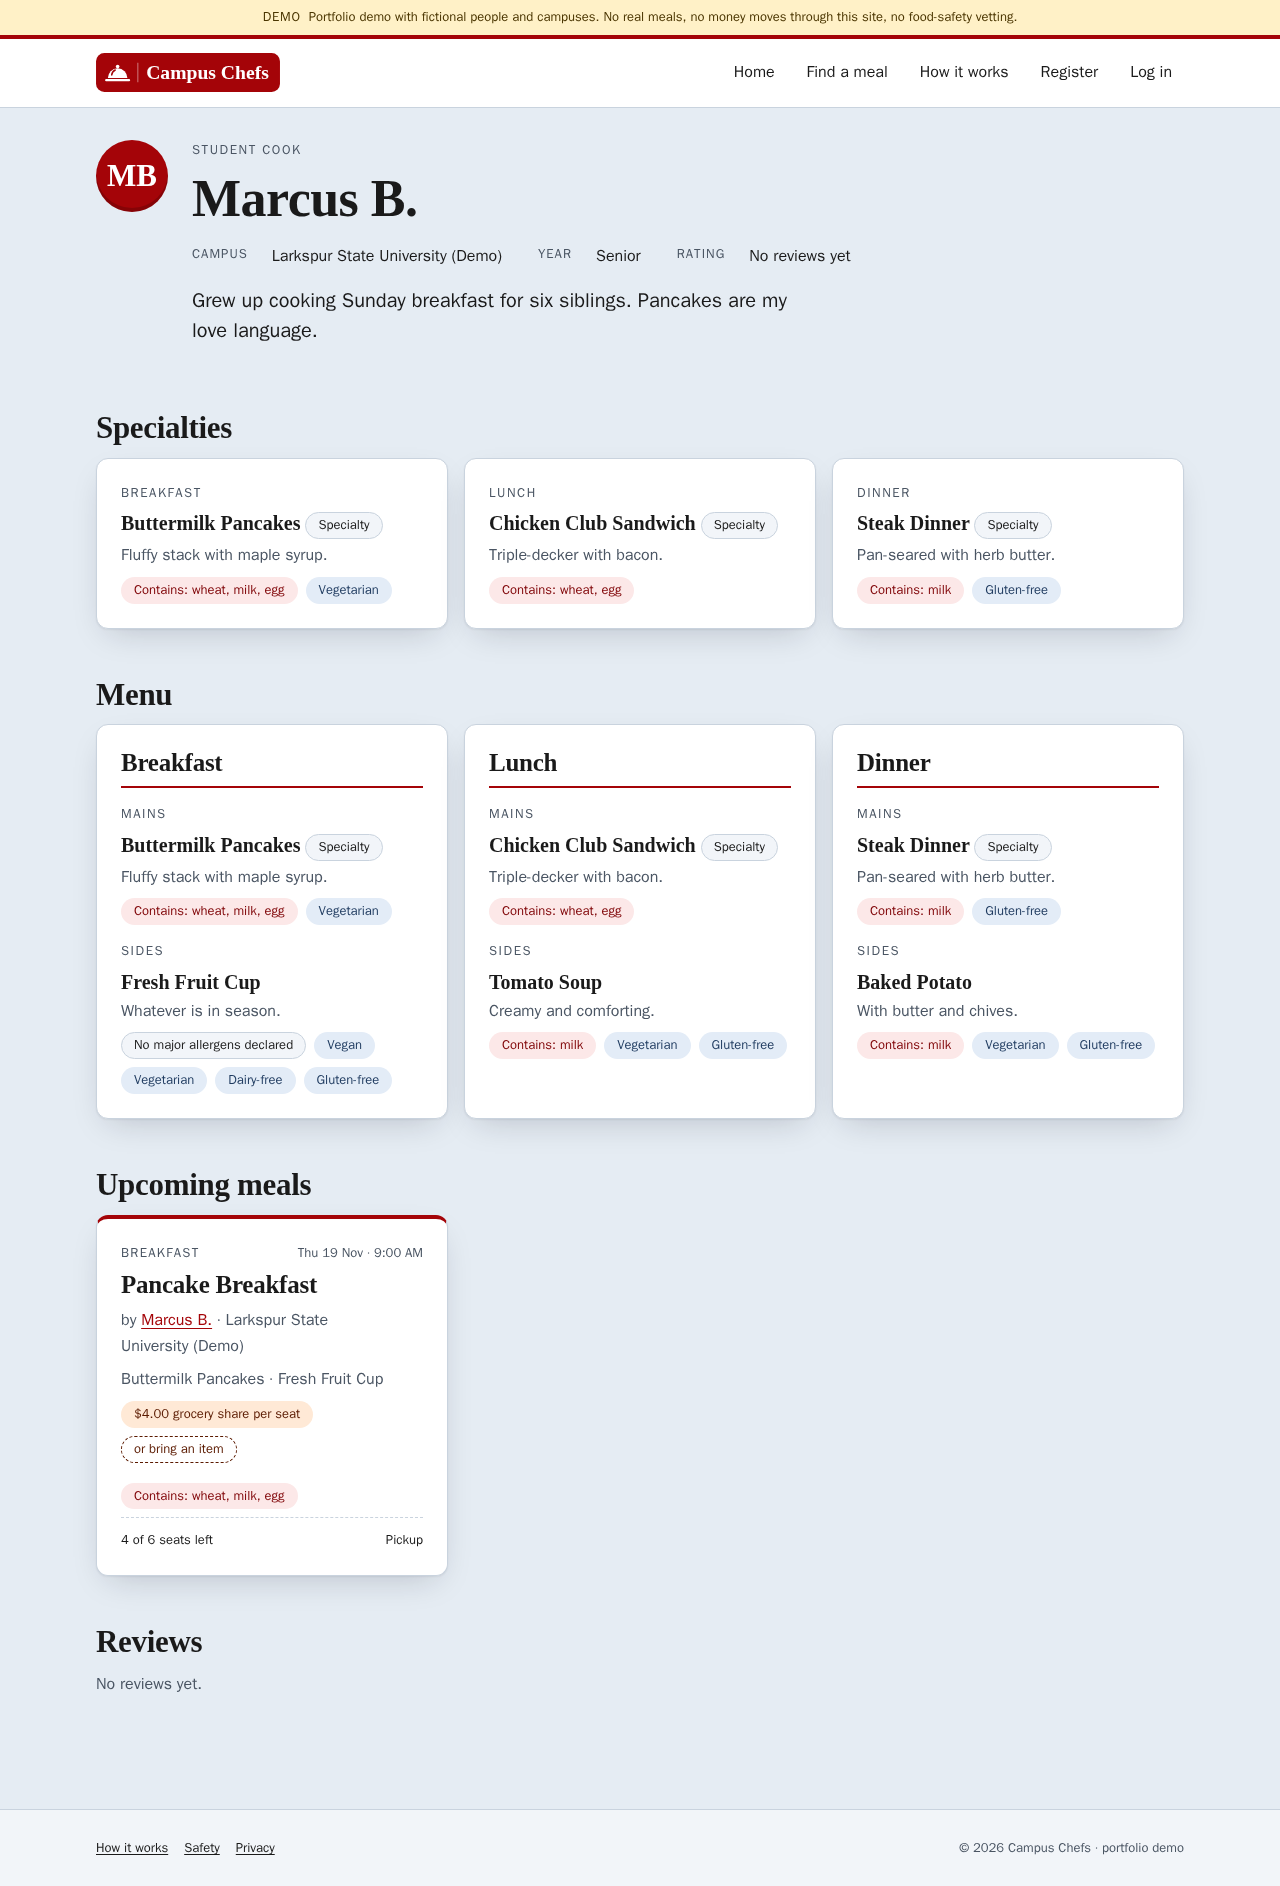 DEMO Portfolio demo with fictional people and campuses. No real meals, no money moves through this site, no food-safety vetting.
Campus Chefs
Home Find a meal How it works Register Log in
MB
STUDENT COOK
Marcus B.
CAMPUS Larkspur State University (Demo) YEAR Senior RATING No reviews yet
Grew up cooking Sunday breakfast for six siblings. Pancakes are my
love language.
Specialties
BREAKFAST
Buttermilk Pancakes Specialty
Fluffy stack with maple syrup.
Contains: wheat, milk, egg Vegetarian
LUNCH
Chicken Club Sandwich Specialty
Triple-decker with bacon.
Contains: wheat, egg
DINNER
Steak Dinner Specialty
Pan-seared with herb butter.
Contains: milk Gluten-free
Menu
Breakfast
MAINS
Buttermilk Pancakes Specialty
Fluffy stack with maple syrup.
Contains: wheat, milk, egg Vegetarian
SIDES
Fresh Fruit Cup
Whatever is in season.
No major allergens declared Vegan
Vegetarian Dairy-free Gluten-free
Lunch
MAINS
Chicken Club Sandwich Specialty
Triple-decker with bacon.
Contains: wheat, egg
SIDES
Tomato Soup
Creamy and comforting.
Contains: milk Vegetarian Gluten-free
Dinner
MAINS
Steak Dinner Specialty
Pan-seared with herb butter.
Contains: milk Gluten-free
SIDES
Baked Potato
With butter and chives.
Contains: milk Vegetarian Gluten-free
Upcoming meals
BREAKFAST Thu 19 Nov · 9:00 AM
Pancake Breakfast
by Marcus B. · Larkspur State
University (Demo)
Buttermilk Pancakes · Fresh Fruit Cup
$4.00 grocery share per seat
or bring an item
Contains: wheat, milk, egg
4 of 6 seats left Pickup
Reviews
No reviews yet.
How it works Safety Privacy
© 2026 Campus Chefs · portfolio demo